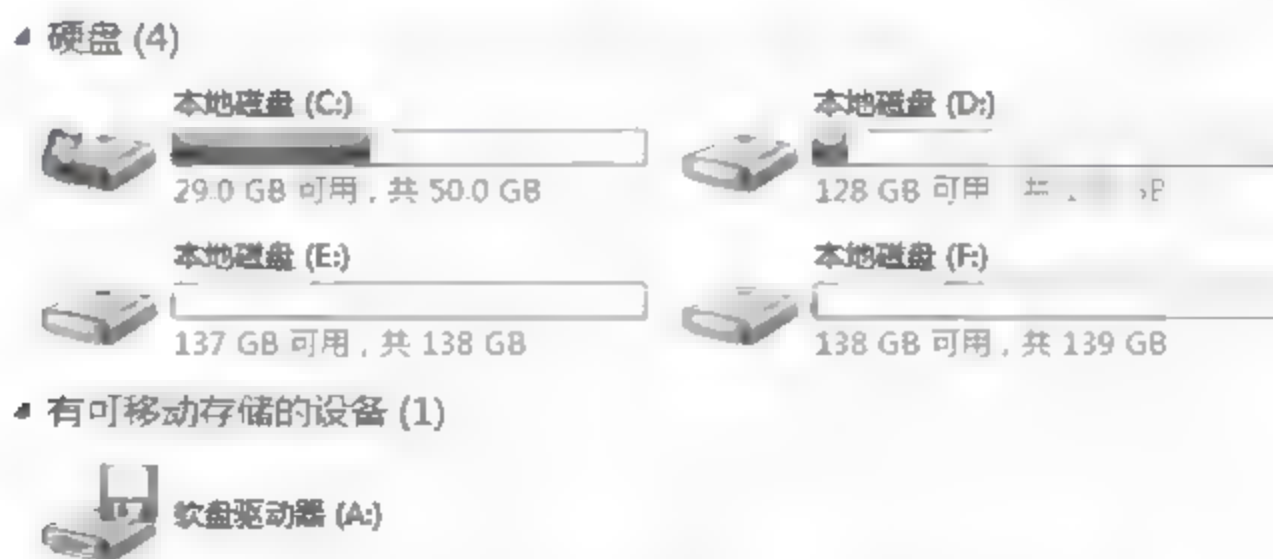 硬盘 (4)
本地磁盘 (C:)
29.0 GB 可用 , 共 50.0 GB
本地磁盘 (D:)
128 GB 可用
本地磁盘 (E:)
137 GB 可用 , 共 138 GB
本地磁盘 (F:)
138 GB 可用 , 共 139 GB
有可移动存储的设备 (1)
软盘驱动器 (A:)